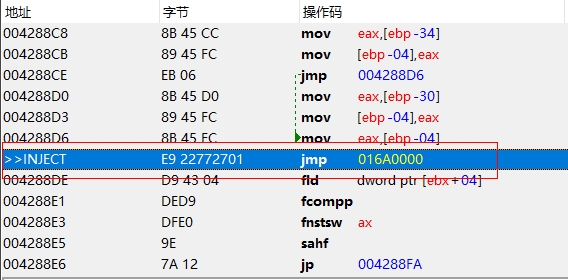 地址 字节 操作码
004288C8 8B 45 CC mov eax,[ebp-34]
004288CB 89 45 FC mov [ebp-04],eax
004288CE EB 06 jmp 004288D6
004288D0 8B 45 D0 mov eax,[ebp-30]
004288D3 89 45 FC mov [ebp-04],eax
004288D6 8B 45 FC mov eax,[ebp-04]
>>INJECT E9 22772701 jmp 016A0000
004288DE D9 43 04 fld dword ptr [ebx+04]
004288E1 DED9 fcompp
004288E3 DFE0 fnstsw ax
004288E5 9E sahf
004288E6 7A 12 jp 004288FA